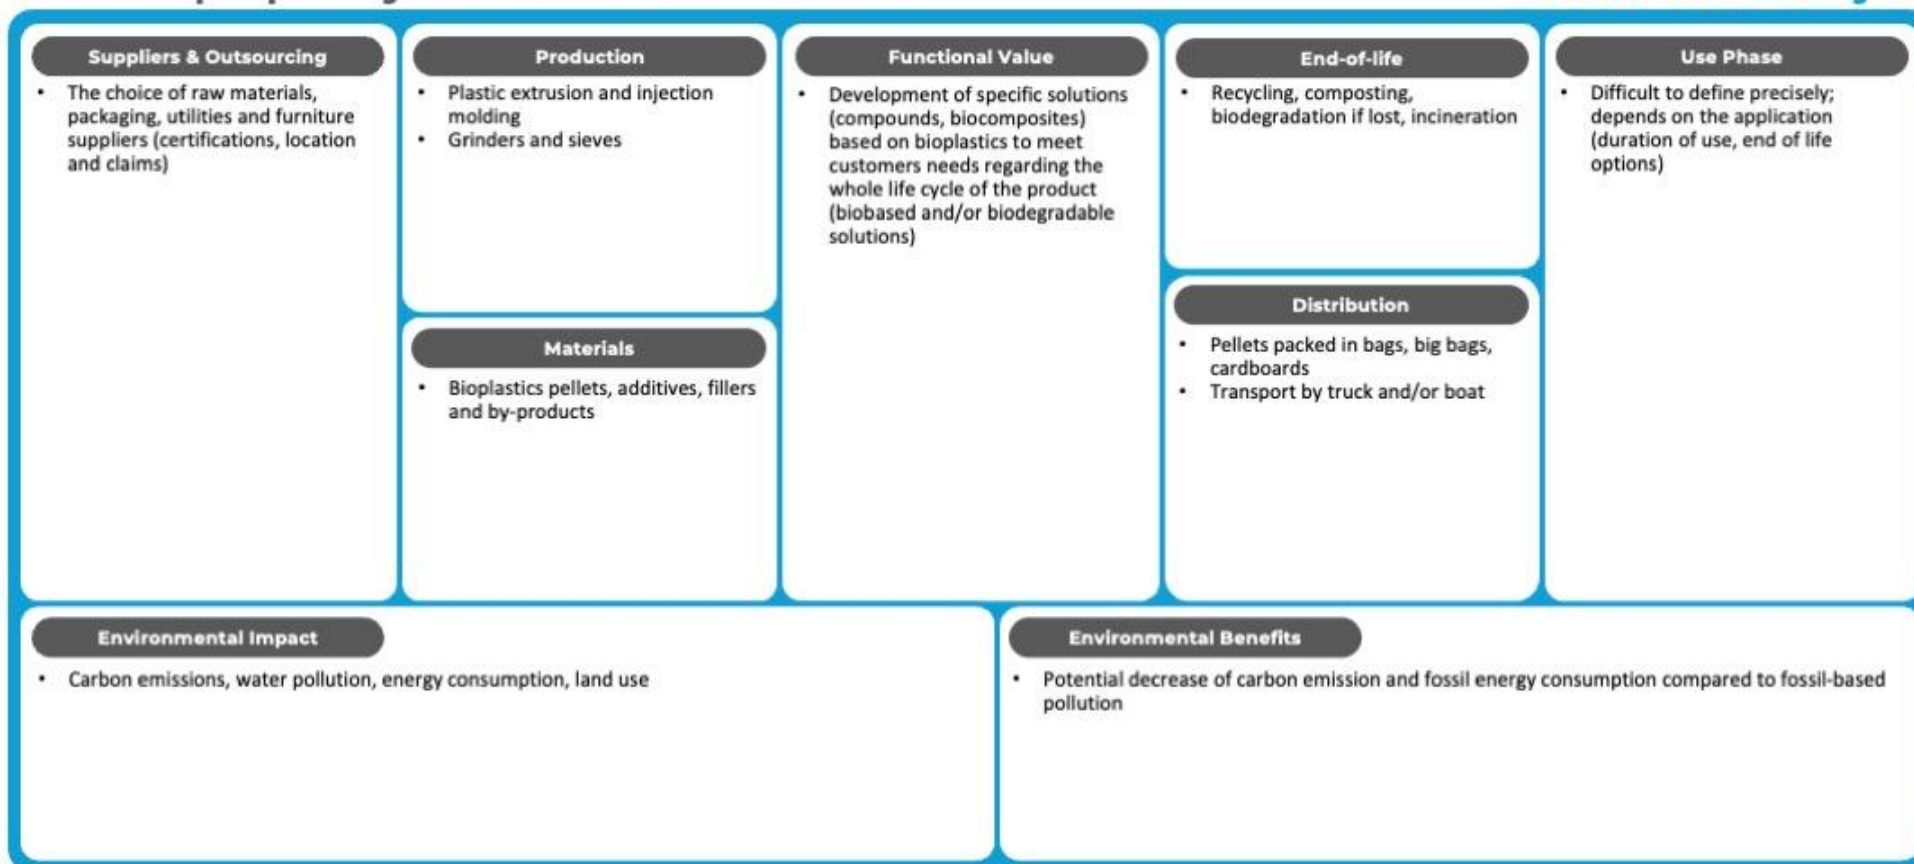 Suppliers & Outsourcing
• The choice of raw materials,
packaging, utilities and furniture
suppliers (certifications, location
and claims)
Production
• Plastic extrusion and injection
molding
• Grinders and sieves
Materials
• Bioplastics pellets, additives, fillers
and by-products
Functional Value
• Development of specific solutions
(compounds, biocomposites)
based on bioplastics to meet
customers needs regarding the
whole life cycle of the product
(biobased and/or biodegradable
solutions)
End-of-life
• Recycling, composting,
biodegradation if lost, incineration
Distribution
• Pellets packed in bags, big bags,
cardboards
• Transport by truck and/or boat
Use Phase
• Difficult to define precisely;
depends on the application
(duration of use, end of life
options)
Environmental Impact
• Carbon emissions, water pollution, energy consumption, land use
Environmental Benefits
• Potential decrease of carbon emission and fossil energy consumption compared to fossil-based
pollution